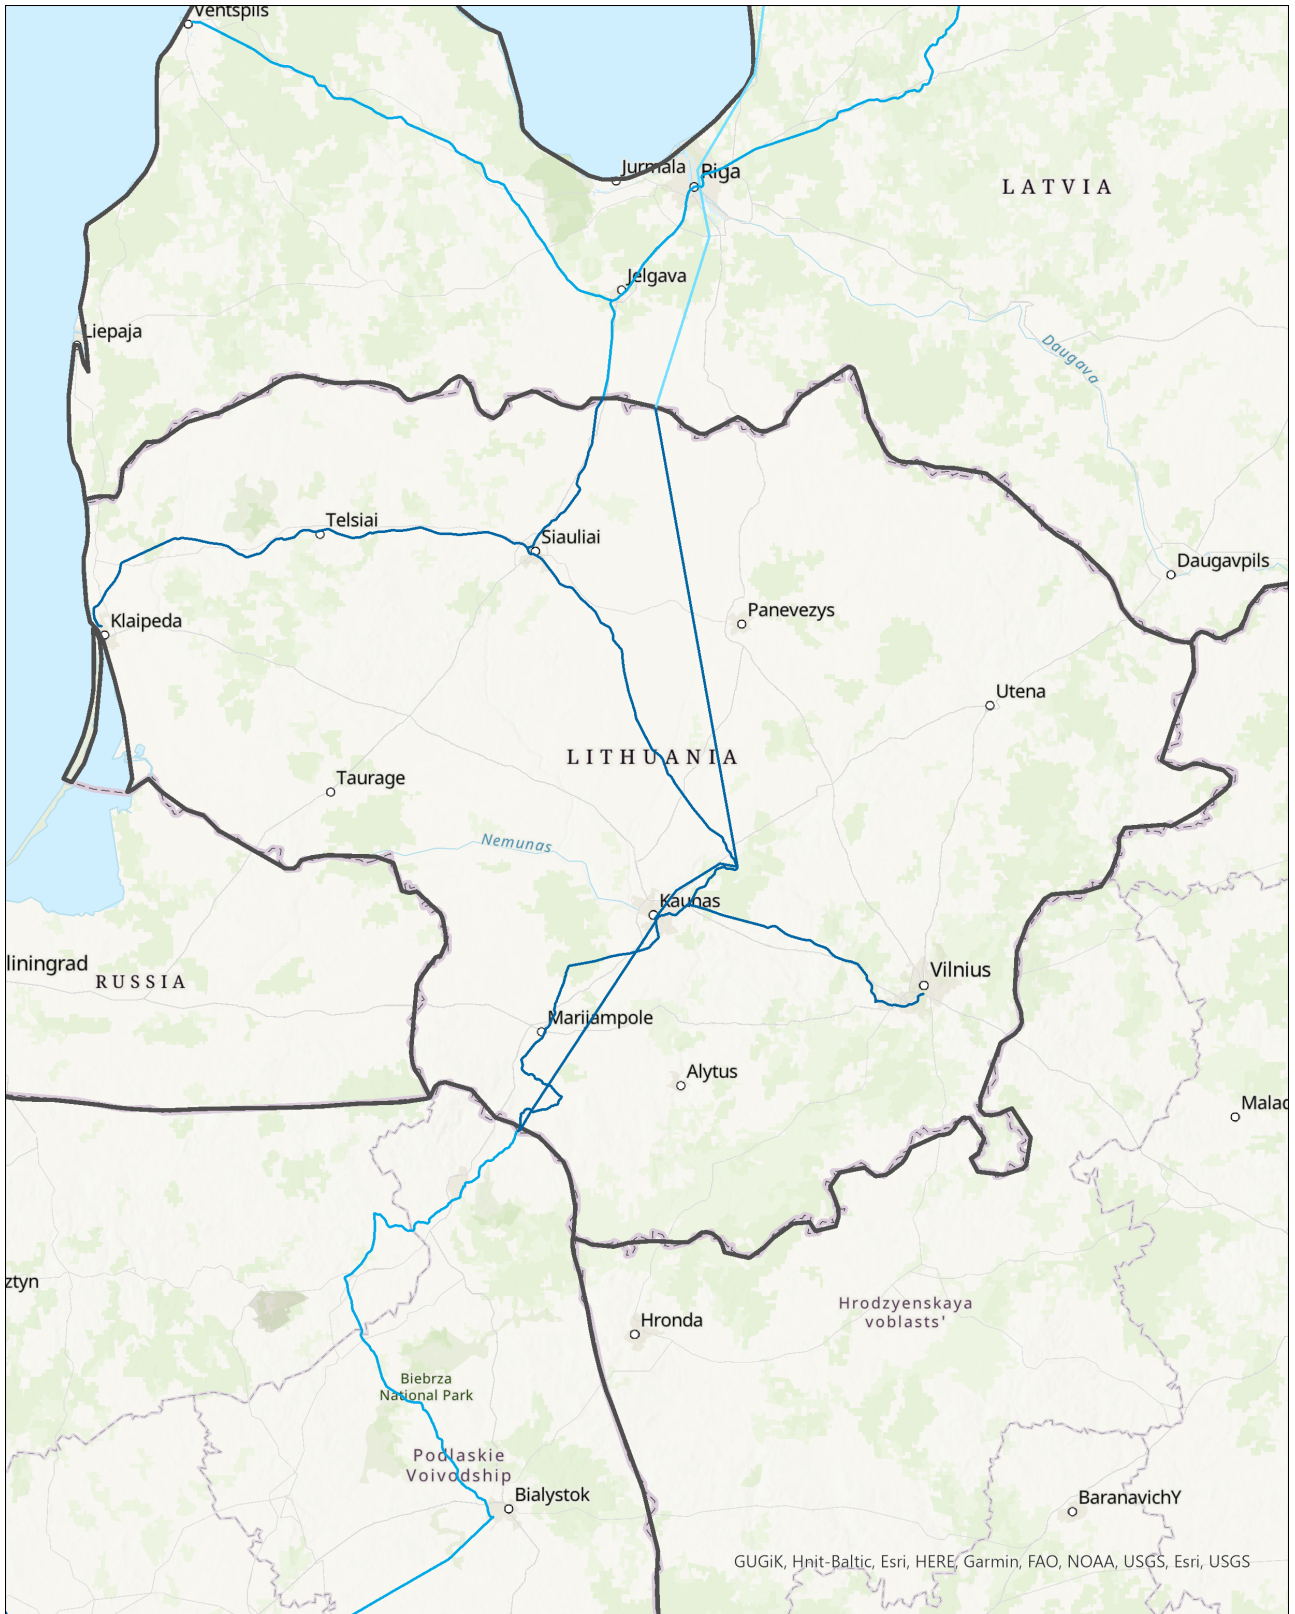 Ventspils
Jurmala
Riga
LATVIA
Jelgava
Liepaja
Daugava
Telsiai
Siauliai
Daugavpils
Klaipeda
Panevezys
Utena
LITHUANIA
Taurage
Nemunas
Kaunas
liningrad
RUSSIA
Vilnius
Marijampole
Alytus
Malad
ztyn
Hrodzyenskaya
voblasts'
Hronda
Biebrza
National Park
Podlaskie
Voivodship
Bialystok
BaranavichY
GUGiK, Hnit-Baltic, Esri, HERE, Garmin, FAO, NOAA, USGS, Esri, USGS